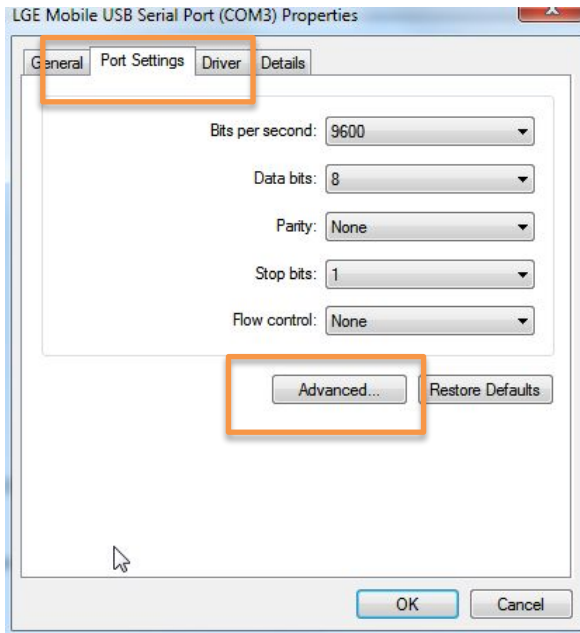 LGE Mobile USB Serial Port (COM3) Properties
General Port Settings Driver Details
Bits per second: 9600
Data bits: 8
Parity: None
Stop bits: 1
Flow control: None
Advanced... Restore Defaults
OK Cancel